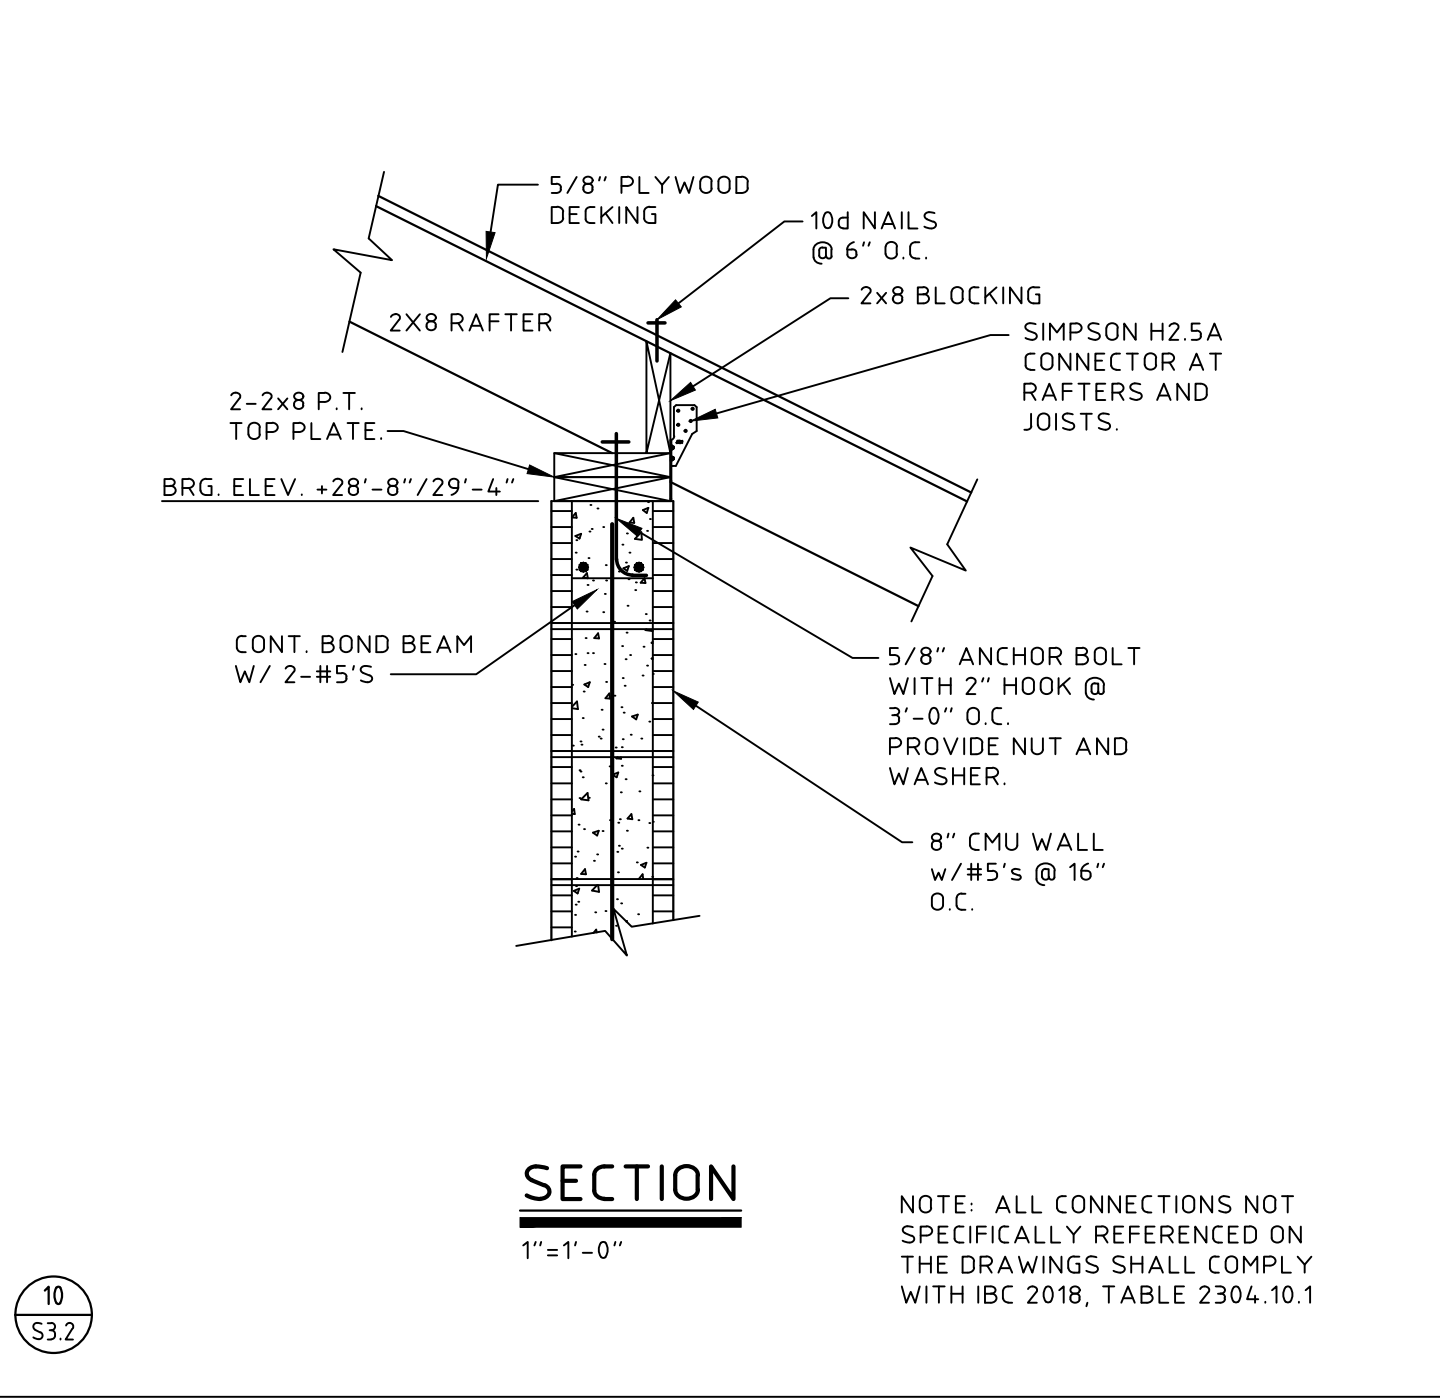 5/8" PLYWOOD
DECKING
10d NAILS
@ 6" O.C.
2x8 BLOCKING
SIMPSON H2.5A
CONNECTOR AT
RAFTERS AND
JOISTS.
2X8 RAFTER
2-2x8 P.T.
TOP PLATE.
BRG. ELEV. +28'-8"/29'-4"
CONT. BOND BEAM
W/ 2-#5'S
5/8" ANCHOR BOLT
WITH 2" HOOK @
3'-0" O.C.
PROVIDE NUT AND
WASHER.
8" CMU WALL
w/#5's @ 16"
O.C.
SECTION
1"=1'-0"
NOTE: ALL CONNECTIONS NOT
SPECIFICALLY REFERENCED ON
THE DRAWINGS SHALL COMPLY
WITH IBC 2018, TABLE 2304.10.1
10
S3.2